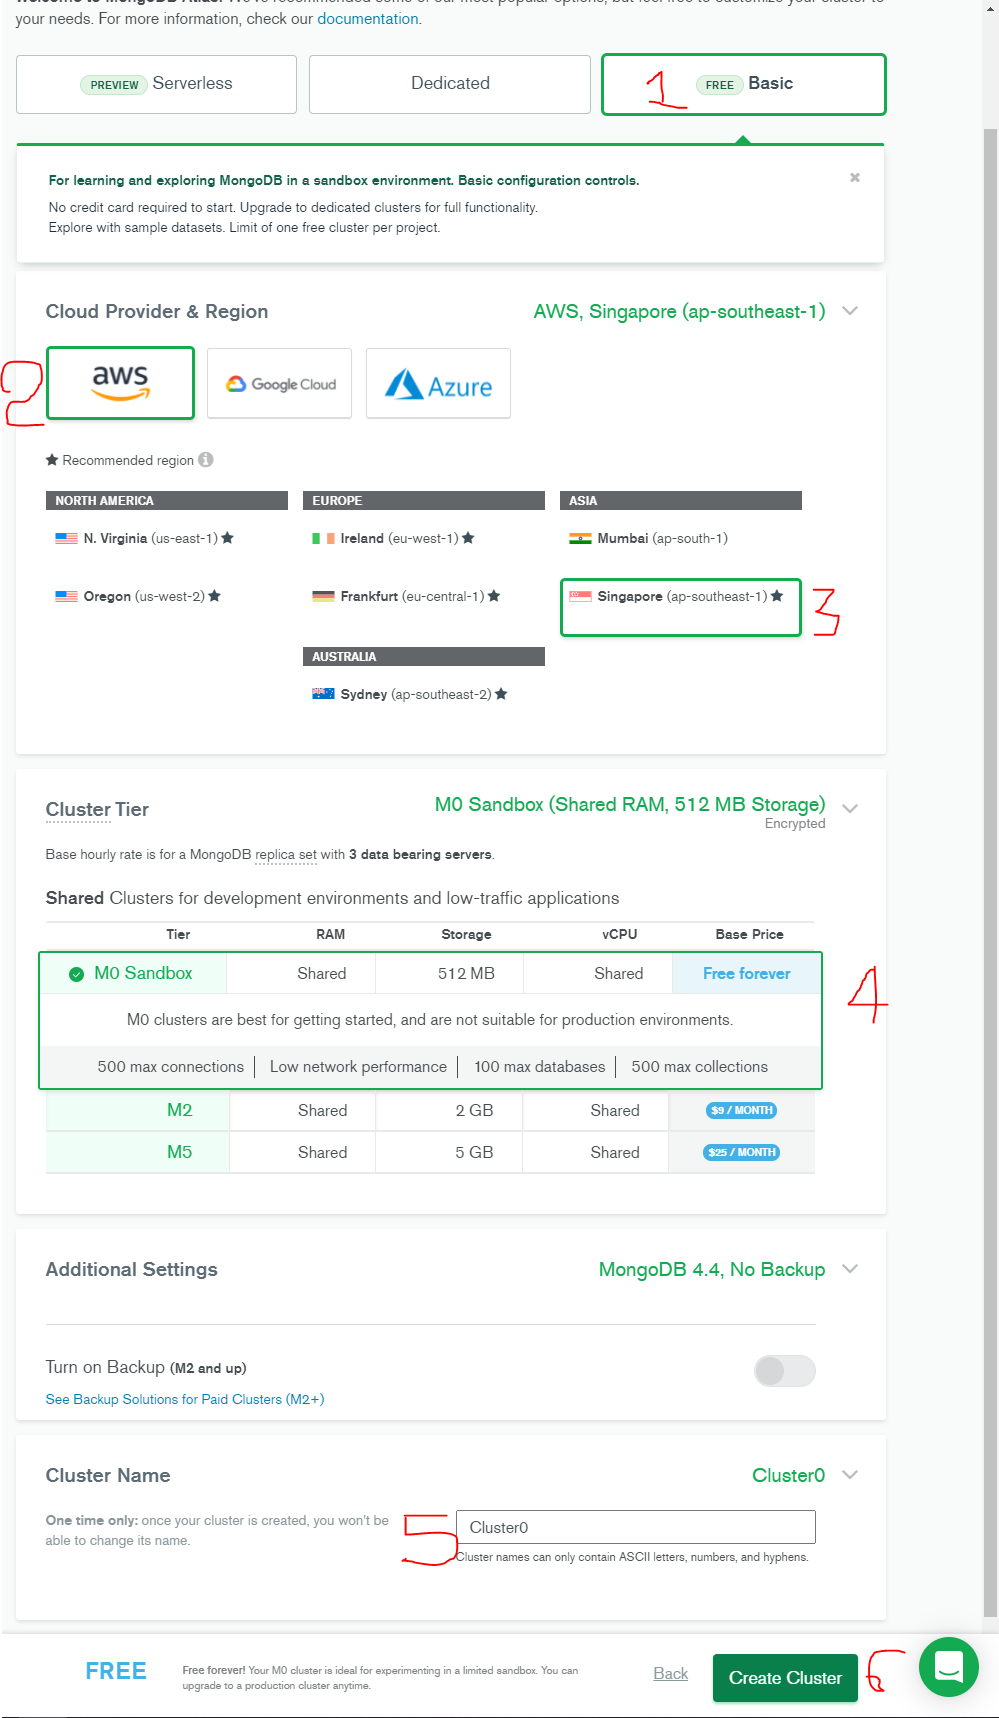 your needs. For more information, check our documentation.
PREVIEW Serverless
Dedicated
1 FREE Basic
For learning and exploring MongoDB in a sandbox environment. Basic configuration controls.
No credit card required to start. Upgrade to dedicated clusters for full functionality.
Explore with sample datasets. Limit of one free cluster per project.
Cloud Provider & Region
AWS, Singapore (ap-southeast-1)
2
aws
Google Cloud
Azure
★ Recommended region
NORTH AMERICA
N. Virginia (us-east-1) ★
Oregon (us-west-2) ★
EUROPE
Ireland (eu-west-1) ★
Frankfurt (eu-central-1) ★
AUSTRALIA
Sydney (ap-southeast-2) ★
ASIA
Mumbai (ap-south-1)
Singapore (ap-southeast-1) ★
3
Cluster Tier
M0 Sandbox (Shared RAM, 512 MB Storage)
Encrypted
Base hourly rate is for a MongoDB replica set with 3 data bearing servers.
Shared Clusters for development environments and low-traffic applications
Tier RAM Storage vCPU Base Price
M0 Sandbox Shared 512 MB Shared Free forever
4
M0 clusters are best for getting started, and are not suitable for production environments.
500 max connections Low network performance 100 max databases 500 max collections
M2 Shared 2 GB Shared $9 / MONTH
M5 Shared 5 GB Shared $25 / MONTH
Additional Settings
MongoDB 4.4, No Backup
Turn on Backup (M2 and up)
See Backup Solutions for Paid Clusters (M2+)
Cluster Name
Cluster0
One time only: once your cluster is created, you won't be
able to change its name.
5
Cluster0
Cluster names can only contain ASCII letters, numbers, and hyphens.
FREE
Free forever! Your M0 cluster is ideal for experimenting in a limited sandbox. You can
upgrade to a production cluster anytime.
Back
Create Cluster
6